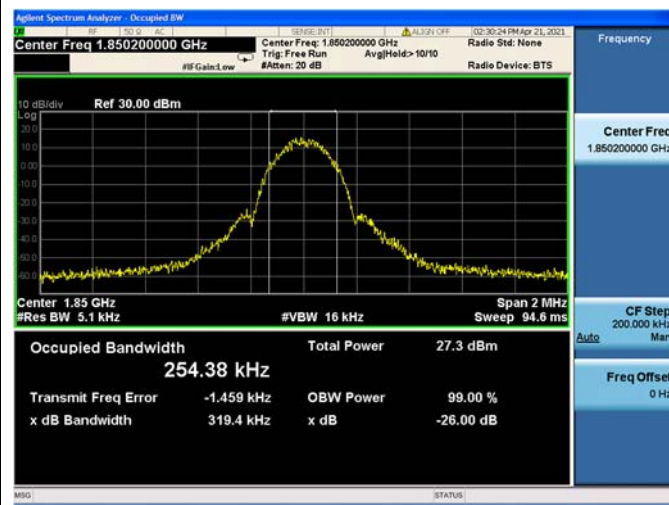 Agilent Spectrum Analyzer - Occupied BW
RF 50 Ω AC SENSE:INT ALIGN OFF 02:30:24 PM Apr 21, 2021
Center Freq 1.850200000 GHz
Center Freq: 1.850200000 GHz
Radio Std: None
Trig: Free Run Avg|Hold:>10/10
#IFGain:Low #Atten: 20 dB Radio Device: BTS
10 dB/div Ref 30.00 dBm
Log
20.0
10.0
0.00
-10.0
-20.0
-30.0
-40.0
-50.0
-60.0
Center 1.85 GHz Span 2 MHz
#Res BW 5.1 kHz #VBW 16 kHz Sweep 94.6 ms
Occupied Bandwidth Total Power 27.3 dBm
254.38 kHz
Transmit Freq Error -1.459 kHz OBW Power 99.00 %
x dB Bandwidth 319.4 kHz x dB -26.00 dB
MSG STATUS
Frequency
Center Freq
1.850200000 GHz
CF Step
200.000 kHz
Auto Man
Freq Offset
0 Hz